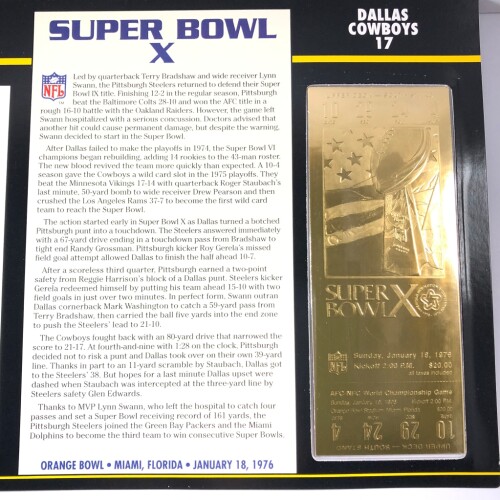 SUPER BOWL
X
NFL
Led by quarterback Terry Bradshaw and wide receiver Lynn
Swann, the Pittsburgh Steelers returned to defend their Super
Bowl IX title. Finishing 12-2 in the regular season, Pittsburgh
beat the Baltimore Colts 28-10 and won the AFC title in a
rough 16-10 battle with the Oakland Raiders. However, the game left
Swann hospitalized with a serious concussion. Doctors advised that
another hit could cause permanent damage, but despite the warning,
Swann decided to start in the Super Bowl.
After Dallas failed to make the playoffs in 1974, the Super Bowl VI
champions began rebuilding, adding 14 rookies to the 43-man roster.
The new blood revived the team more quickly than expected. A 10-4
season gave the Cowboys a wild card slot in the 1975 playoffs. They
beat the Minnesota Vikings 17-14 with quarterback Roger Staubach's
last minute, 50-yard bomb to wide receiver Drew Pearson and then
crushed the Los Angeles Rams 37-7 to become the first wild card
team to reach the Super Bowl.
The action started early in Super Bowl X as Dallas turned a botched
Pittsburgh punt into a touchdown. The Steelers answered immediately
with a 67-yard drive ending in a touchdown pass from Bradshaw to
tight end Randy Grossman. Pittsburgh kicker Roy Gerela's missed
field goal attempt allowed Dallas to finish the half ahead 10-7.
After a scoreless third quarter, Pittsburgh earned a two-point
safety from Reggie Harrison's block of a Dallas punt. Steelers kicker
Gerela redeemed himself by putting his team ahead 15-10 with two
field goals in just over two minutes. In perfect form, Swann outran
Dallas cornerback Mark Washington to catch a 59-yard pass from
Terry Bradshaw, then carried the ball five yards into the end zone
to push the Steelers' lead to 21-10.
The Cowboys fought back with an 80-yard drive that narrowed the
score to 21-17. At fourth-and-nine with 1:28 on the clock, Pittsburgh
decided not to risk a punt and Dallas took over on their own 39-yard
line. Thanks in part to an 11-yard scramble by Staubach, Dallas got
to the Steelers' 38. But hopes for a last minute Dallas upset were
dashed when Staubach was intercepted at the three-yard line by
Steelers safety Glen Edwards.
Thanks to MVP Lynn Swann, who left the hospital to catch four
passes and set a Super Bowl receiving record of 161 yards, the
Pittsburgh Steelers joined the Green Bay Packers and the Miami
Dolphins to become the third team to win consecutive Super Bowls.
ORANGE BOWL • MIAMI, FLORIDA • JANUARY 18, 1976
DALLAS
COWBOYS
17
SUPER
BOWL X
Sunday, January 18, 1976
Kickoff 2:00 P.M. $20.00
All taxes included
AFC/NFC World Championship Game
10 29 24 4